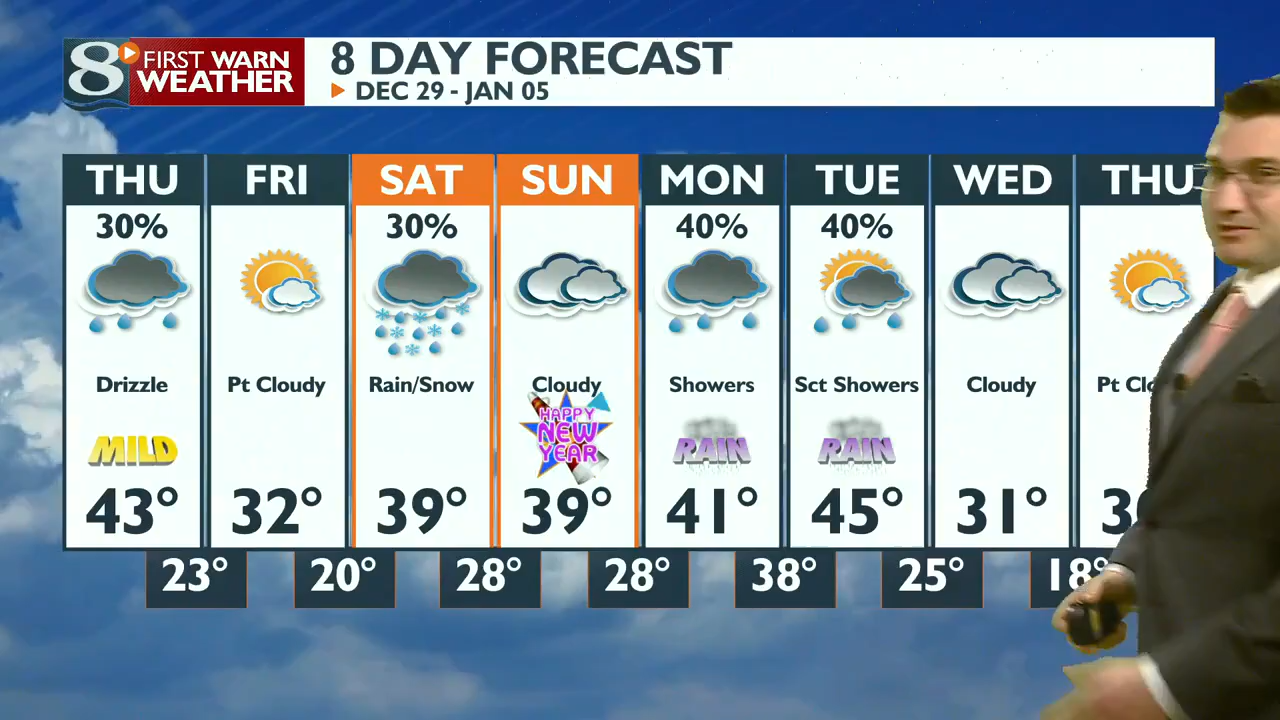 8 FIRST WARN
WEATHER
8 DAY FORECAST
DEC 29 - JAN 05
THU FRI SAT SUN MON TUE WED THU
30% 30% 40% 40%
Drizzle Pt Cloudy Rain/Snow Cloudy Showers Sct Showers Cloudy Pt
MILD HAPPY NEW YEAR RAIN RAIN
43° 32° 39° 39° 41° 45° 31°
23° 20° 28° 28° 38° 25° 18°